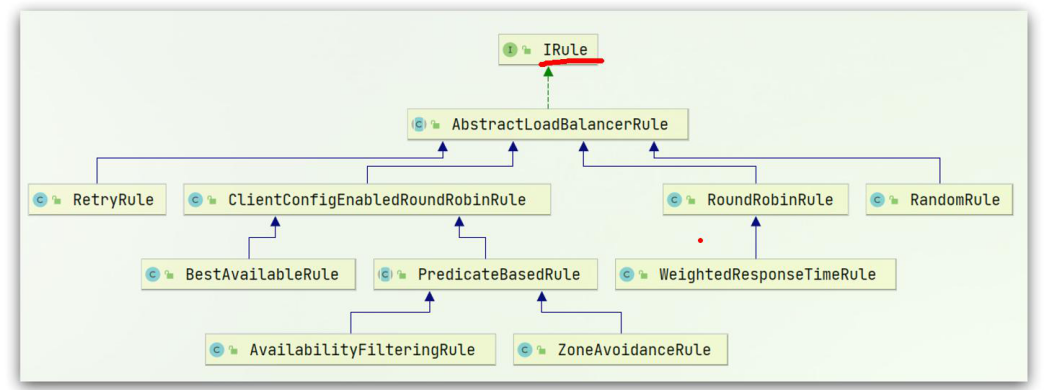 IRule
AbstractLoadBalancerRule
RetryRule
ClientConfigEnabledRoundRobinRule
RoundRobinRule
RandomRule
BestAvailableRule
PredicateBasedRule
WeightedResponseTimeRule
AvailabilityFilteringRule
ZoneAvoidanceRule